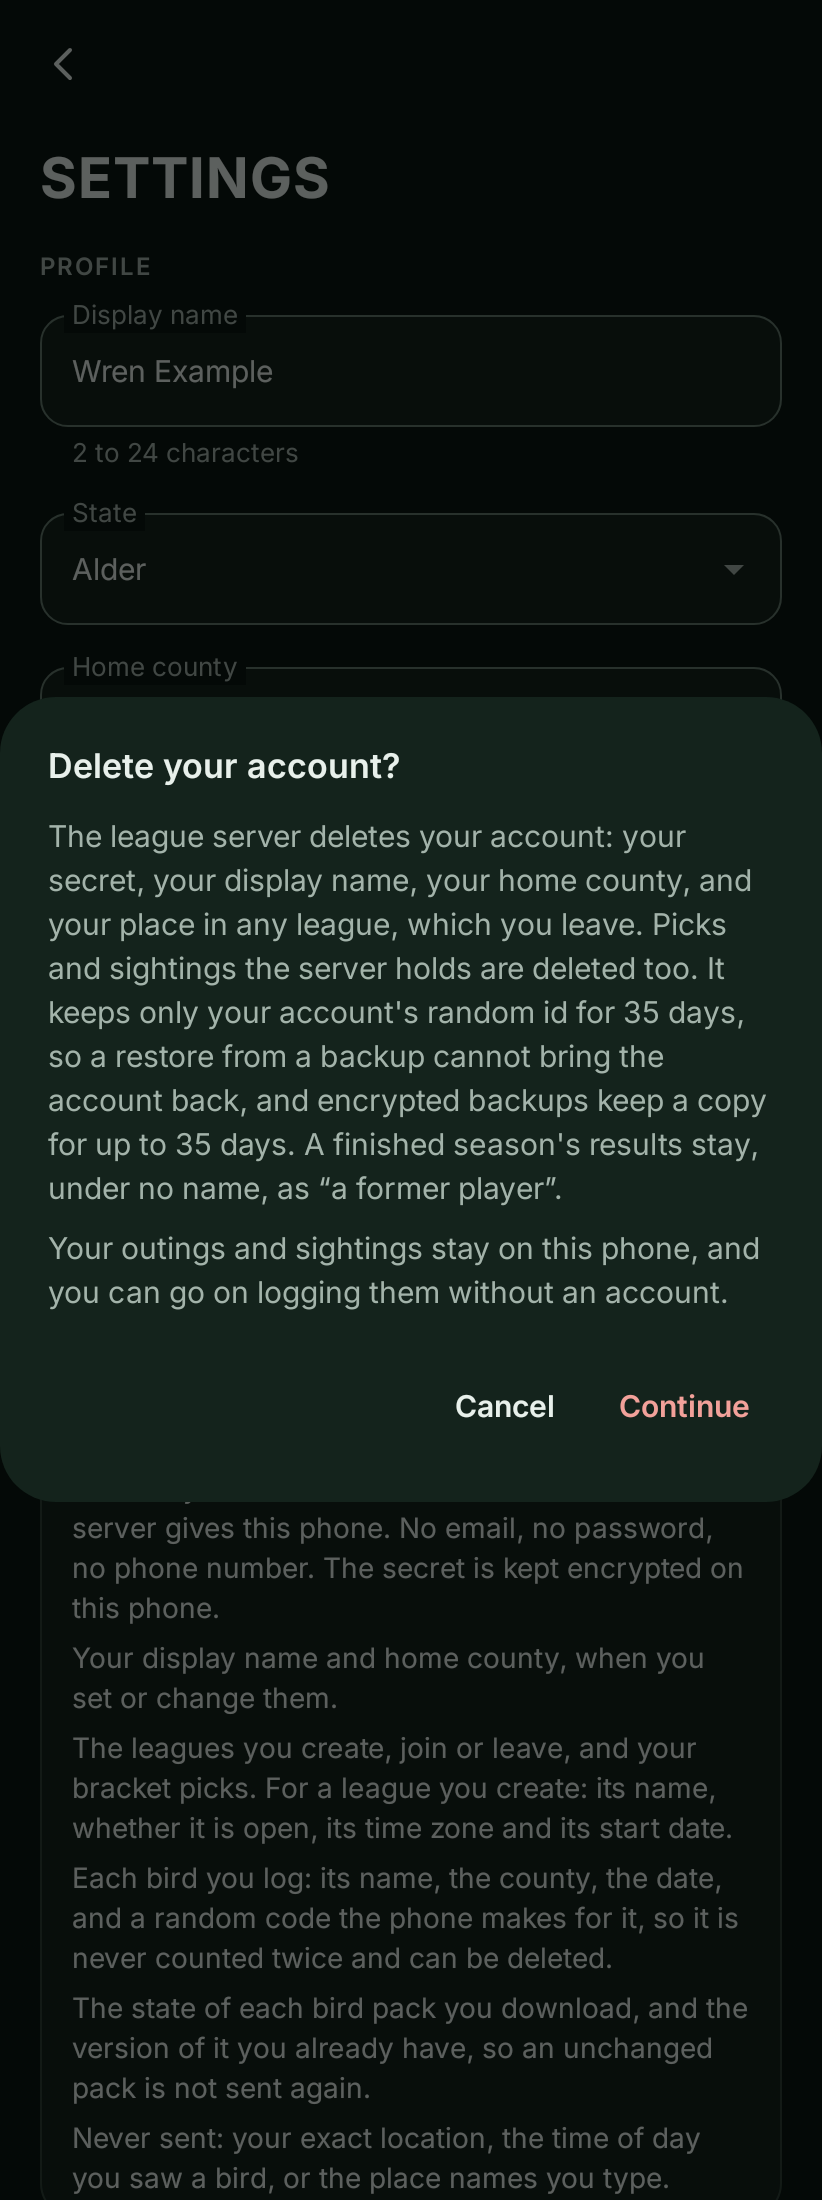 SETTINGS
PROFILE
Display name
Wren Example
2 to 24 characters
State
Alder
Home county
Delete your account?
The league server deletes your account: your
secret, your display name, your home county, and
your place in any league, which you leave. Picks
and sightings the server holds are deleted too. It
keeps only your account's random id for 35 days,
so a restore from a backup cannot bring the
account back, and encrypted backups keep a copy
for up to 35 days. A finished season's results stay,
under no name, as “a former player”.
Your outings and sightings stay on this phone, and
you can go on logging them without an account.
Cancel
Continue
server gives this phone. No email, no password,
no phone number. The secret is kept encrypted on
this phone.
Your display name and home county, when you
set or change them.
The leagues you create, join or leave, and your
bracket picks. For a league you create: its name,
whether it is open, its time zone and its start date.
Each bird you log: its name, the county, the date,
and a random code the phone makes for it, so it is
never counted twice and can be deleted.
The state of each bird pack you download, and the
version of it you already have, so an unchanged
pack is not sent again.
Never sent: your exact location, the time of day
you saw a bird, or the place names you type.